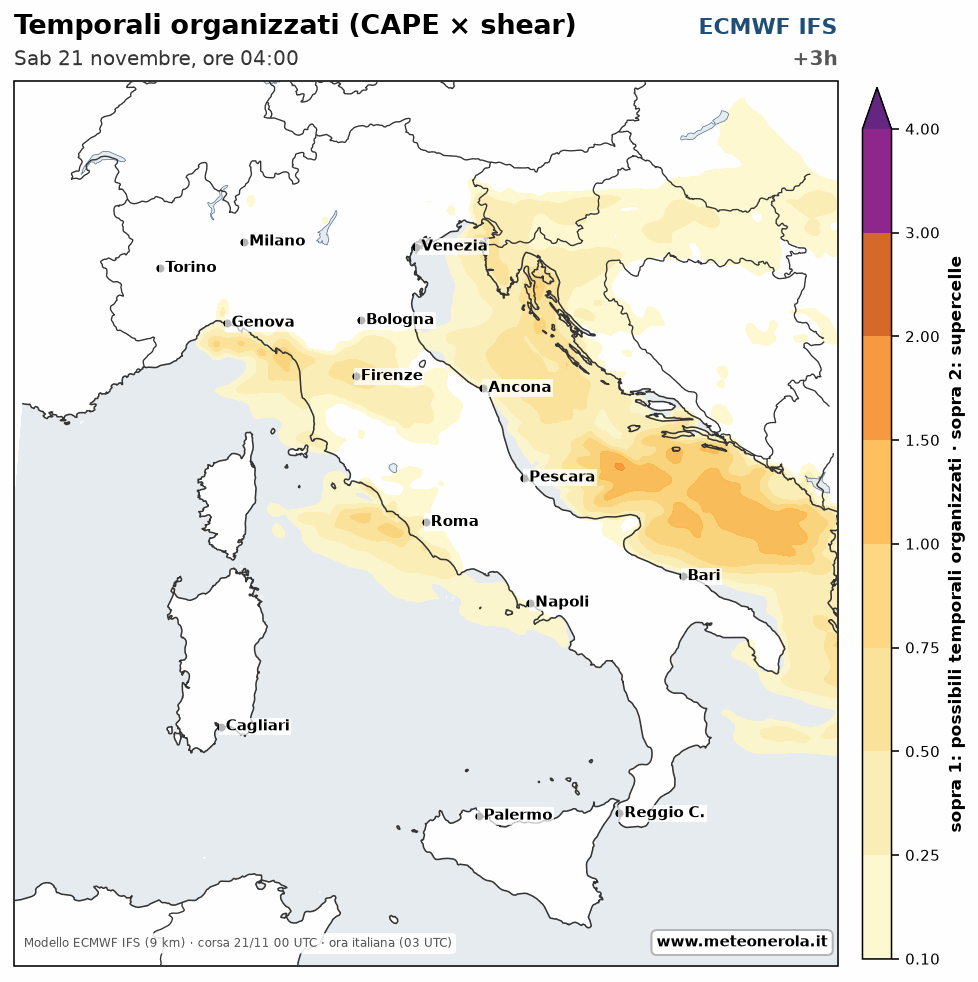 Temporali organizzati (CAPE × shear)
ECMWF IFS
Sab 21 novembre, ore 04:00
+3h
Milano
Venezia
Torino
Genova
Bologna
Firenze
Ancona
Pescara
Roma
Bari
Napoli
Cagliari
Palermo
Reggio C.
4.00
3.00
2.00
1.50
1.00
0.75
0.50
0.25
0.10
sopra 1: possibili temporali organizzati · sopra 2: supercelle
Modello ECMWF IFS (9 km) · corsa 21/11 00 UTC · ora italiana (03 UTC)
www.meteonerola.it